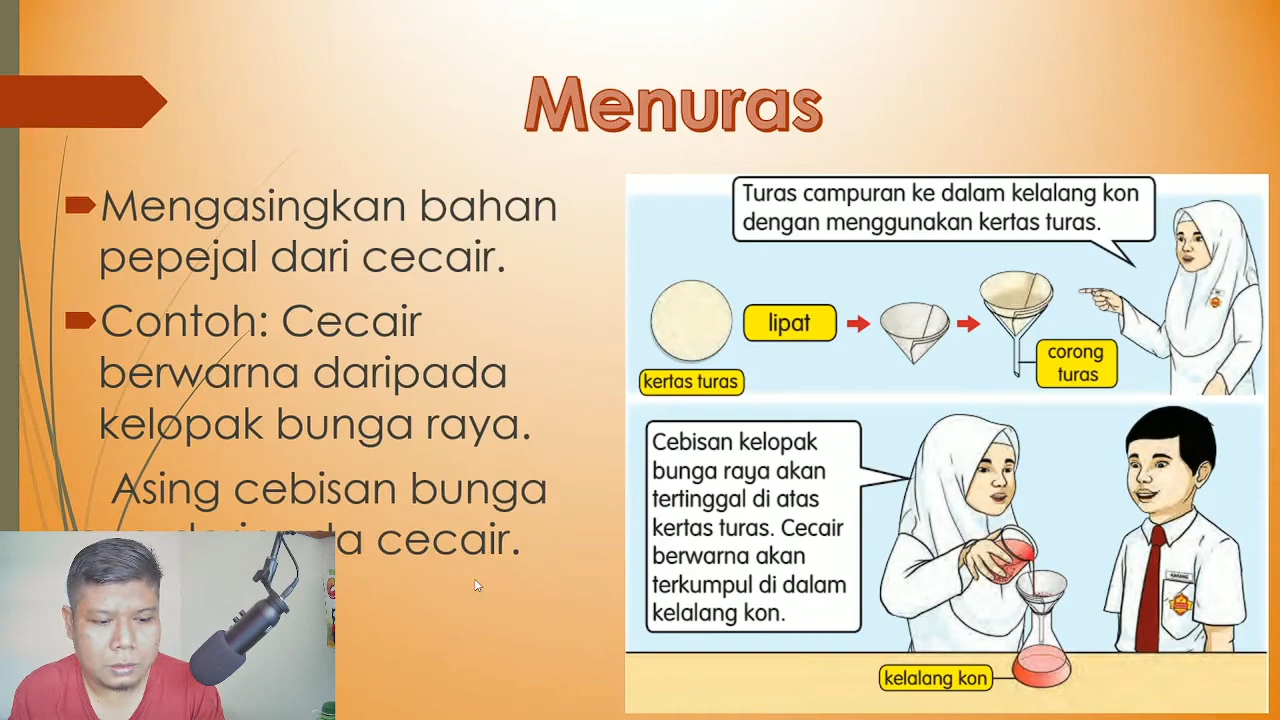 Menuras
Mengasingkan bahan
pepejal dari cecair.
Contoh: Cecair
berwarna daripada
kelopak bunga raya.
Asing cebisan bunga
cecair.
Turas campuran ke dalam kelalang kon
dengan menggunakan kertas turas.
lipat
kertas turas
corong
turas
Cebisan kelopak
bunga raya akan
tertinggal di atas
kertas turas. Cecair
berwarna akan
terkumpul di dalam
kelalang kon.
kelalang kon